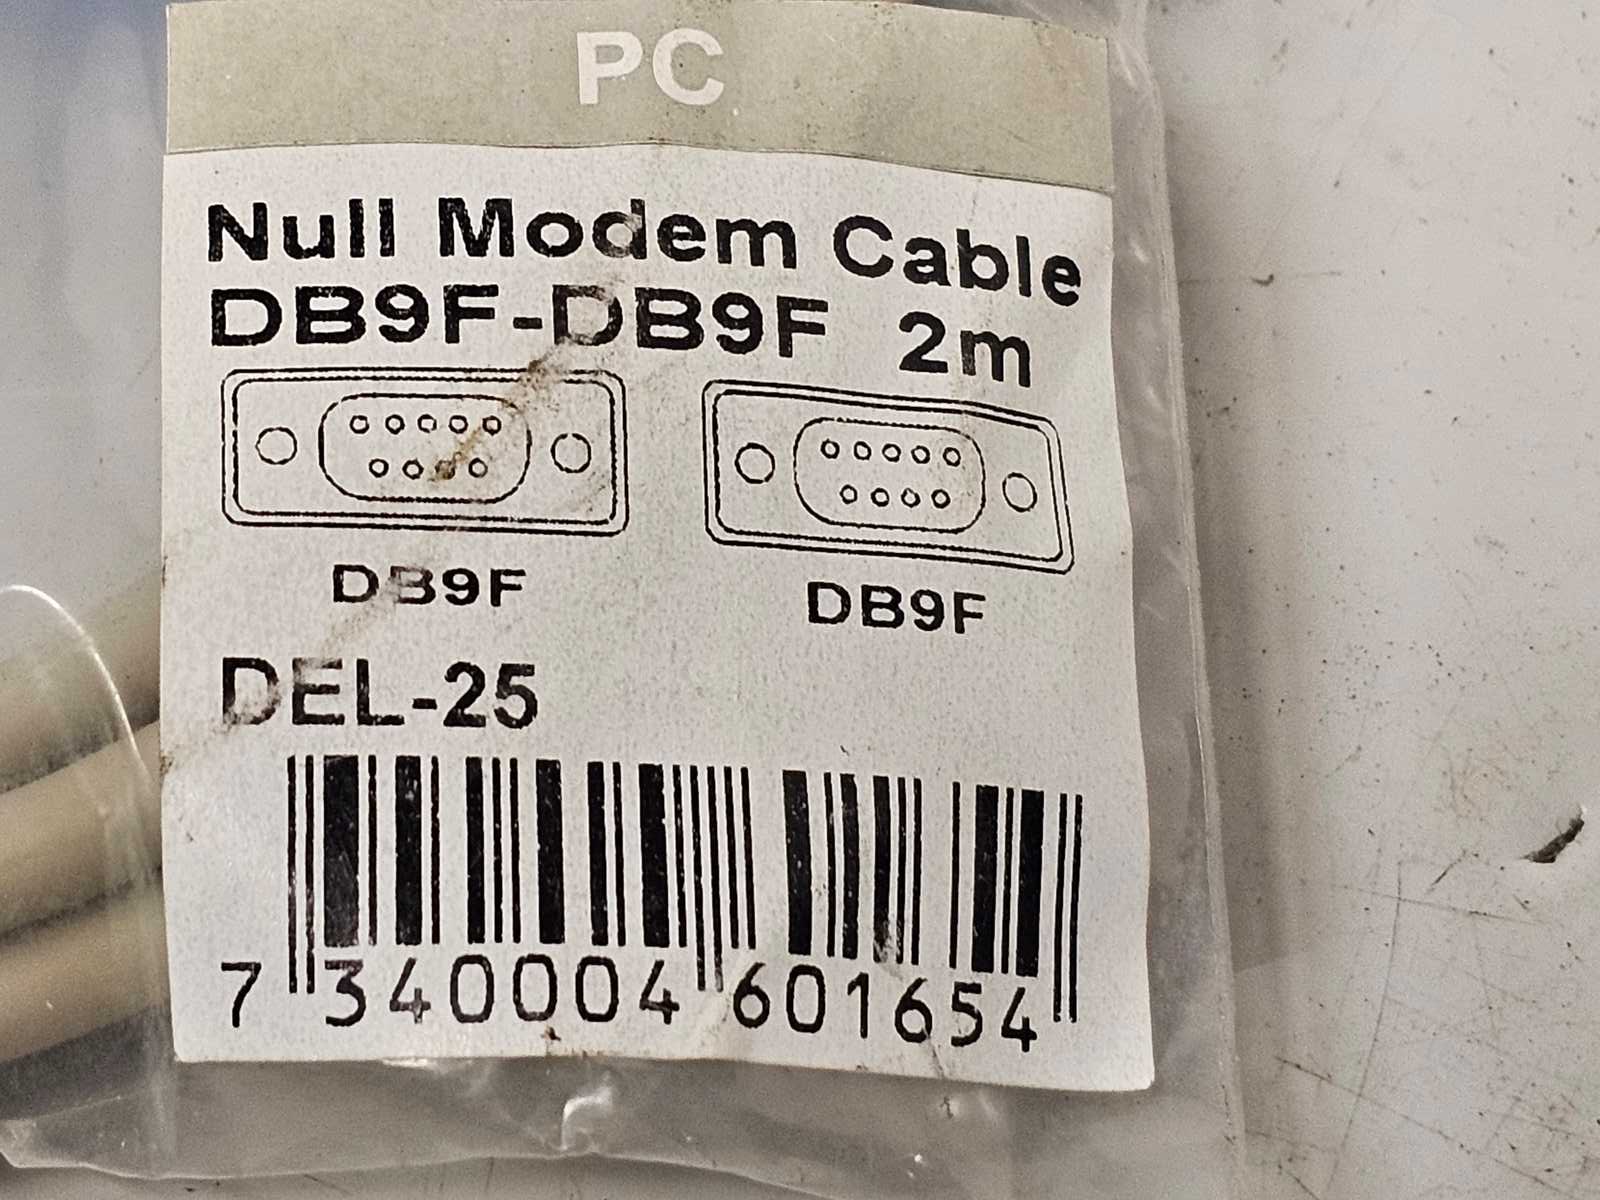 PC
Null Modem Cable
DB9F-DB9F 2m
DB9F DB9F
DEL-25
7 340004 601654